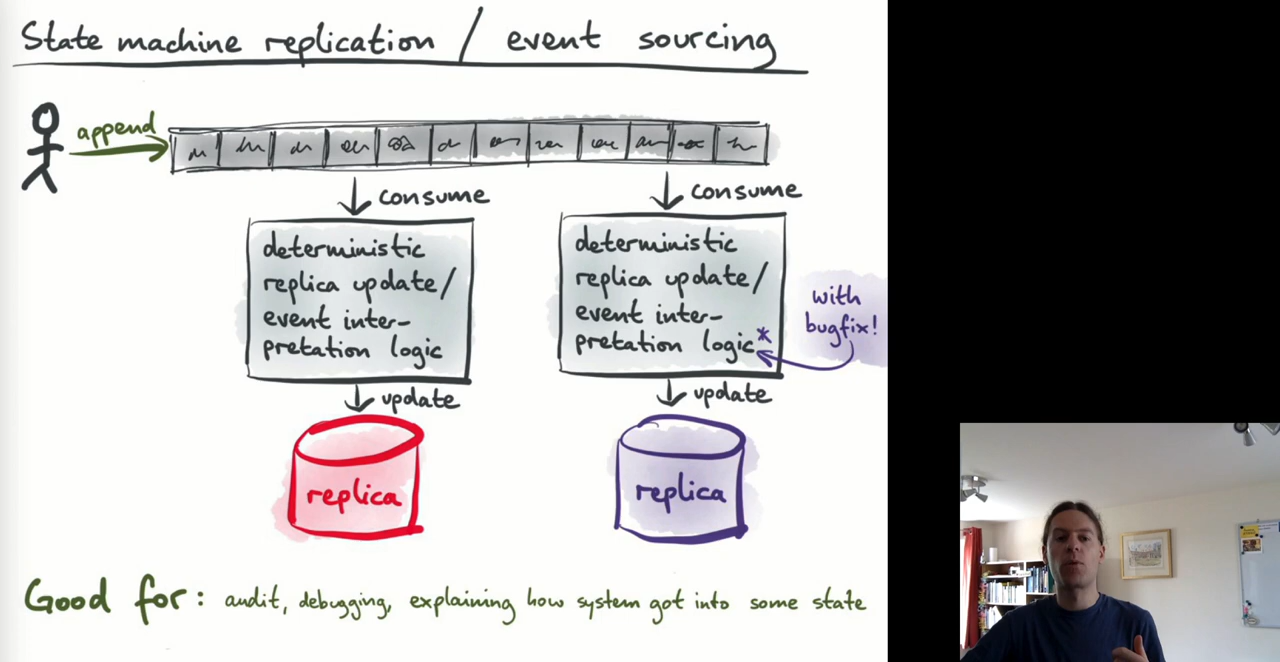 State machine replication / event sourcing
append
consume
consume
deterministic
replica update/
event inter-
pretation logic
deterministic
replica update/
event inter-
pretation logic*
with
bugfix!
update
update
replica
replica
Good for: audit, debugging, explaining how system got into some state